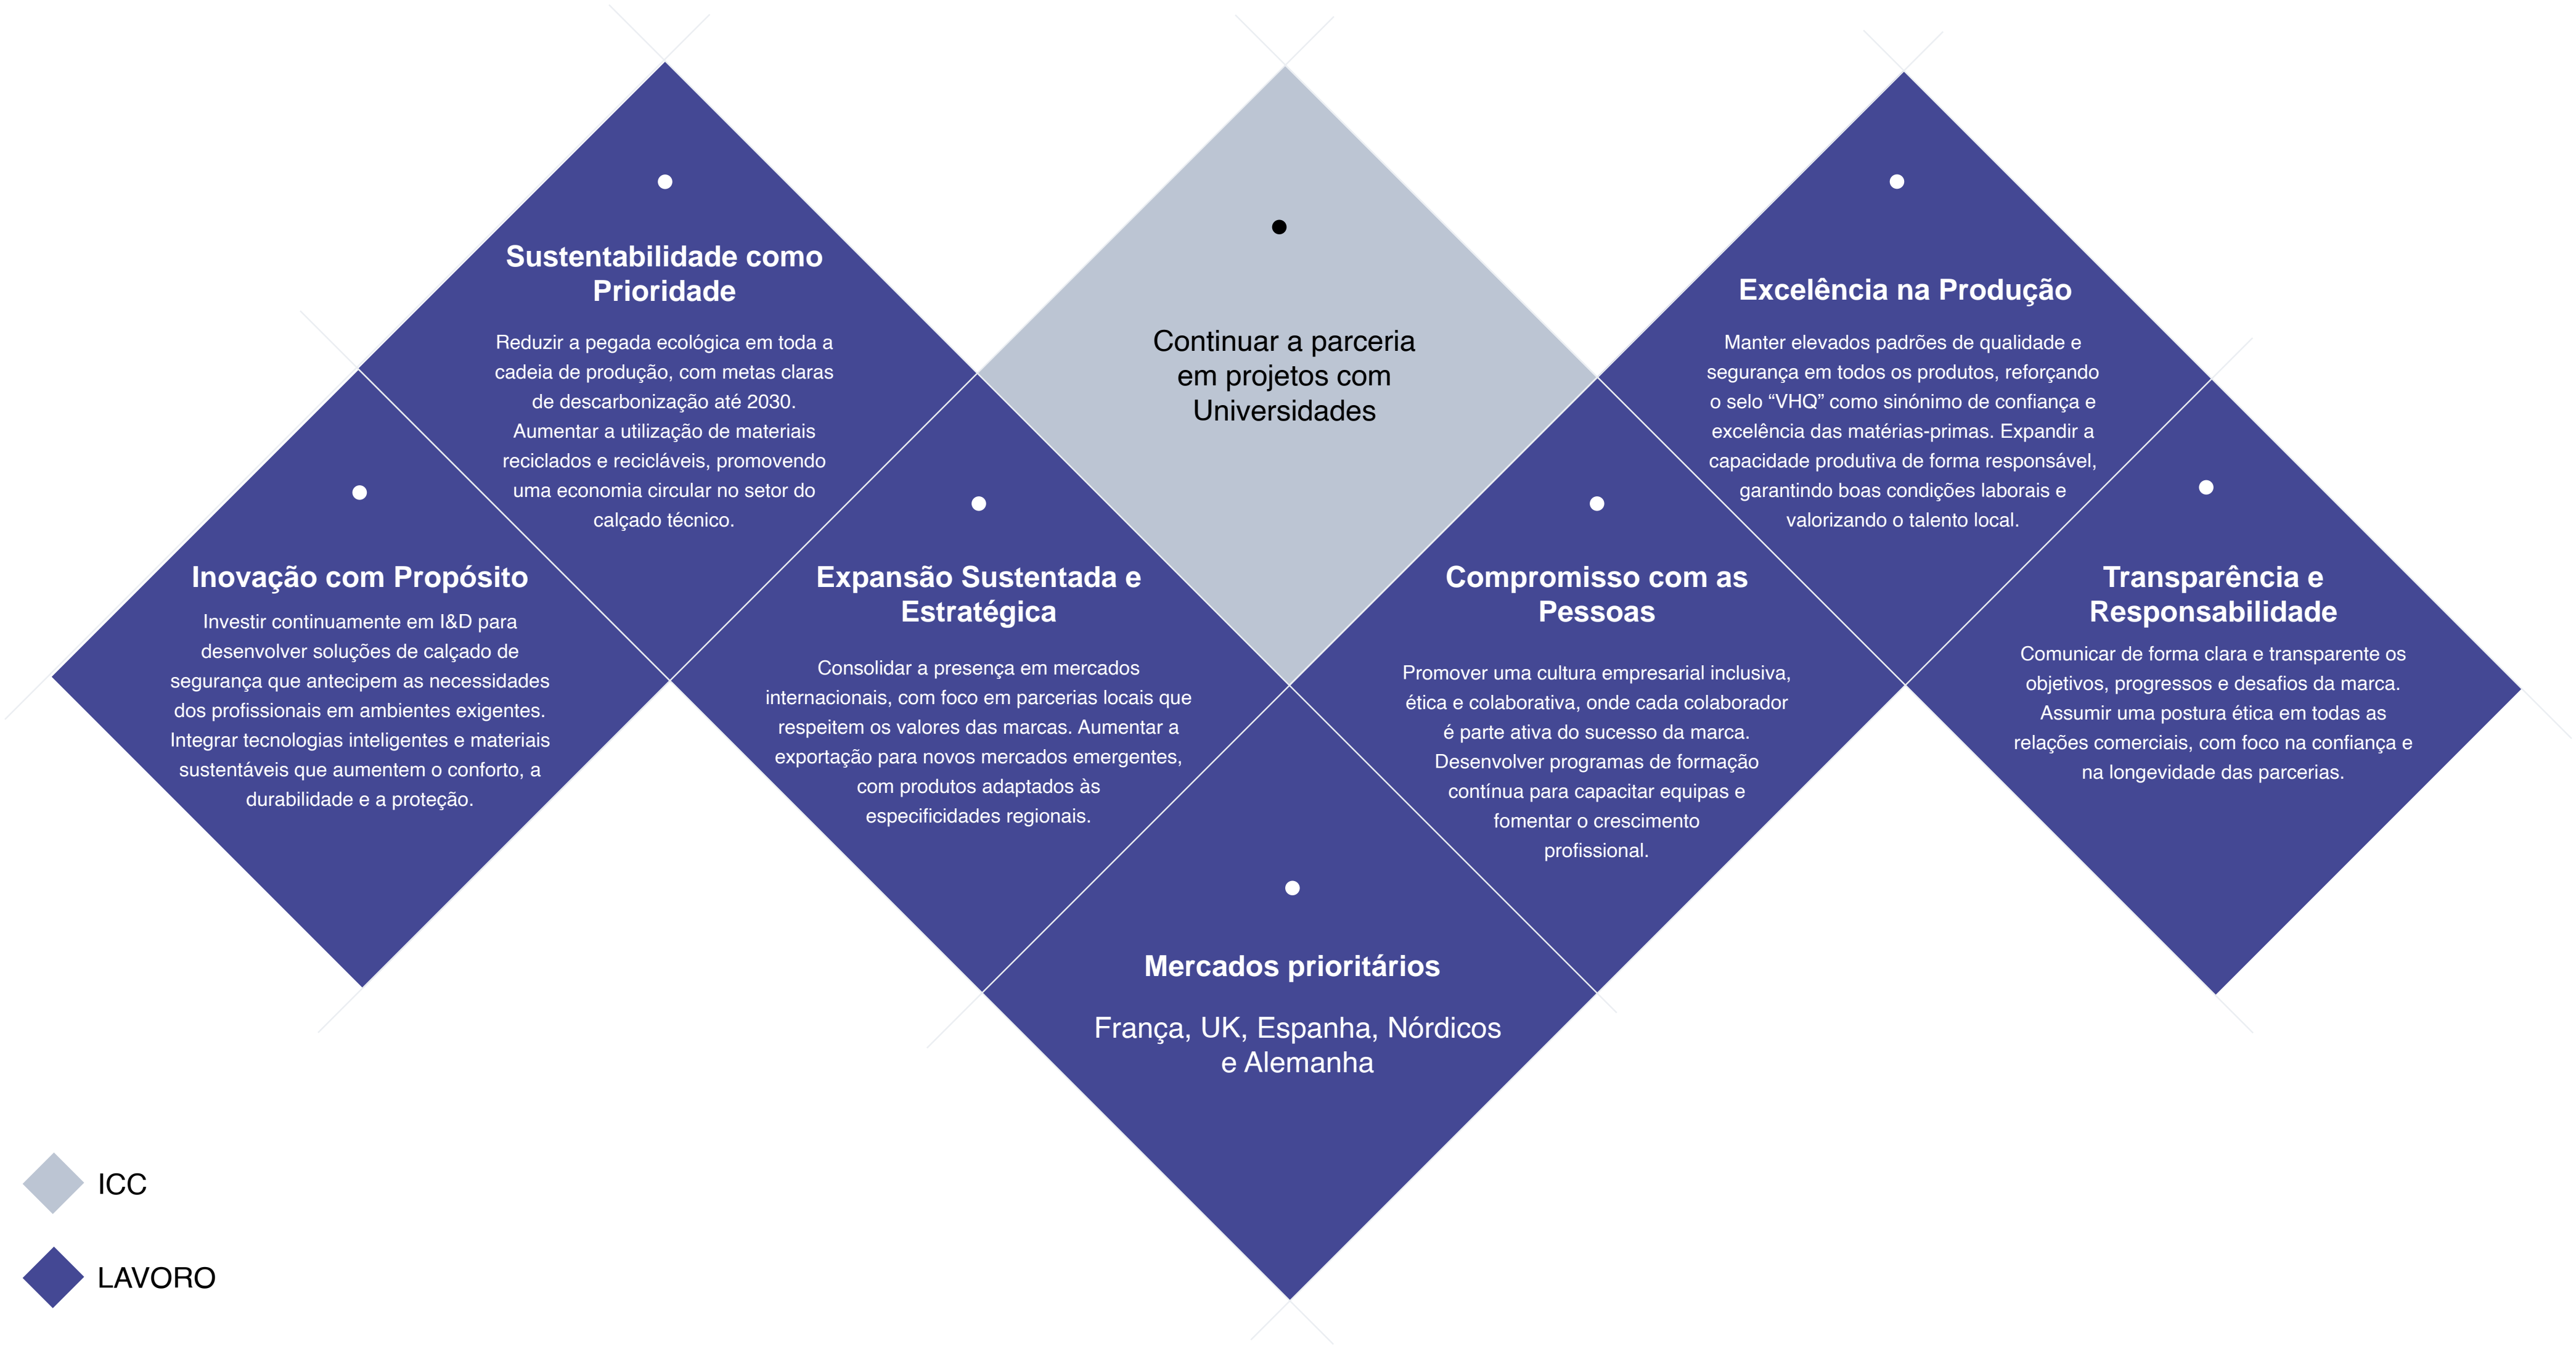 Sustentabilidade como
Prioridade
Reduzir a pegada ecológica em toda a
cadeia de produção, com metas claras
de descarbonização até 2030.
Aumentar a utilização de materiais
reciclados e recicláveis, promovendo
uma economia circular no setor do
calçado técnico.
Continuar a parceria
em projetos com
Universidades
Excelência na Produção
Manter elevados padrões de qualidade e
segurança em todos os produtos, reforçando
o selo “VHQ” como sinónimo de confiança e
excelência das matérias-primas. Expandir a
capacidade produtiva de forma responsável,
garantindo boas condições laborais e
valorizando o talento local.
Inovação com Propósito
Investir continuamente em I&D para
desenvolver soluções de calçado de
segurança que antecipem as necessidades
dos profissionais em ambientes exigentes.
Integrar tecnologias inteligentes e materiais
sustentáveis que aumentem o conforto, a
durabilidade e a proteção.
Expansão Sustentada e
Estratégica
Consolidar a presença em mercados
internacionais, com foco em parcerias locais que
respeitem os valores das marcas. Aumentar a
exportação para novos mercados emergentes,
com produtos adaptados às
especificidades regionais.
Compromisso com as
Pessoas
Promover uma cultura empresarial inclusiva,
ética e colaborativa, onde cada colaborador
é parte ativa do sucesso da marca.
Desenvolver programas de formação
contínua para capacitar equipas e
fomentar o crescimento
profissional.
Transparência e
Responsabilidade
Comunicar de forma clara e transparente os
objetivos, progressos e desafios da marca.
Assumir uma postura ética em todas as
relações comerciais, com foco na confiança e
na longevidade das parcerias.
Mercados prioritários
França, UK, Espanha, Nórdicos
e Alemanha
ICC
LAVORO